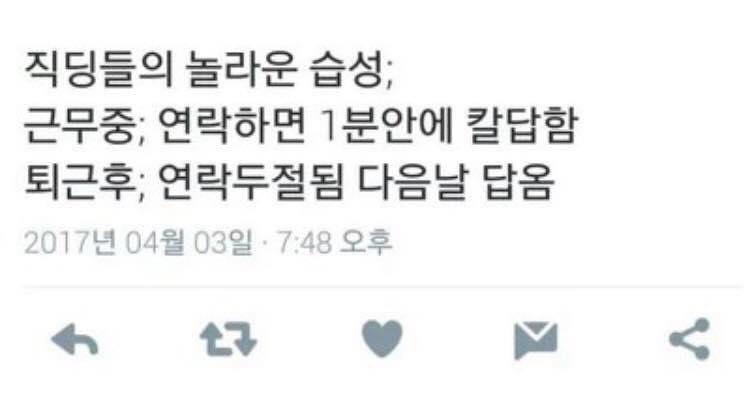 직딩들의 놀라운 습성;
근무중; 연락하면 1분안에 칼답함
퇴근후; 연락두절됨 다음날 답옴
2017년 04월 03일 · 7:48 오후